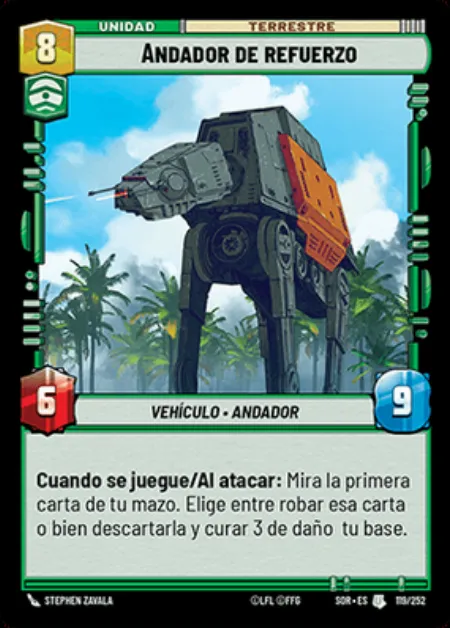 UNIDAD
TERRESTRE
8
ANDADOR DE REFUERZO
6
VEHÍCULO • ANDADOR
9
Cuando se juegue/Al atacar: Mira la primera
carta de tu mazo. Elige entre robar esa carta
o bien descartarla y curar 3 de daño tu base.
STEPHEN ZAVALA
©LFL ©FFG
SOR • ES
119/252